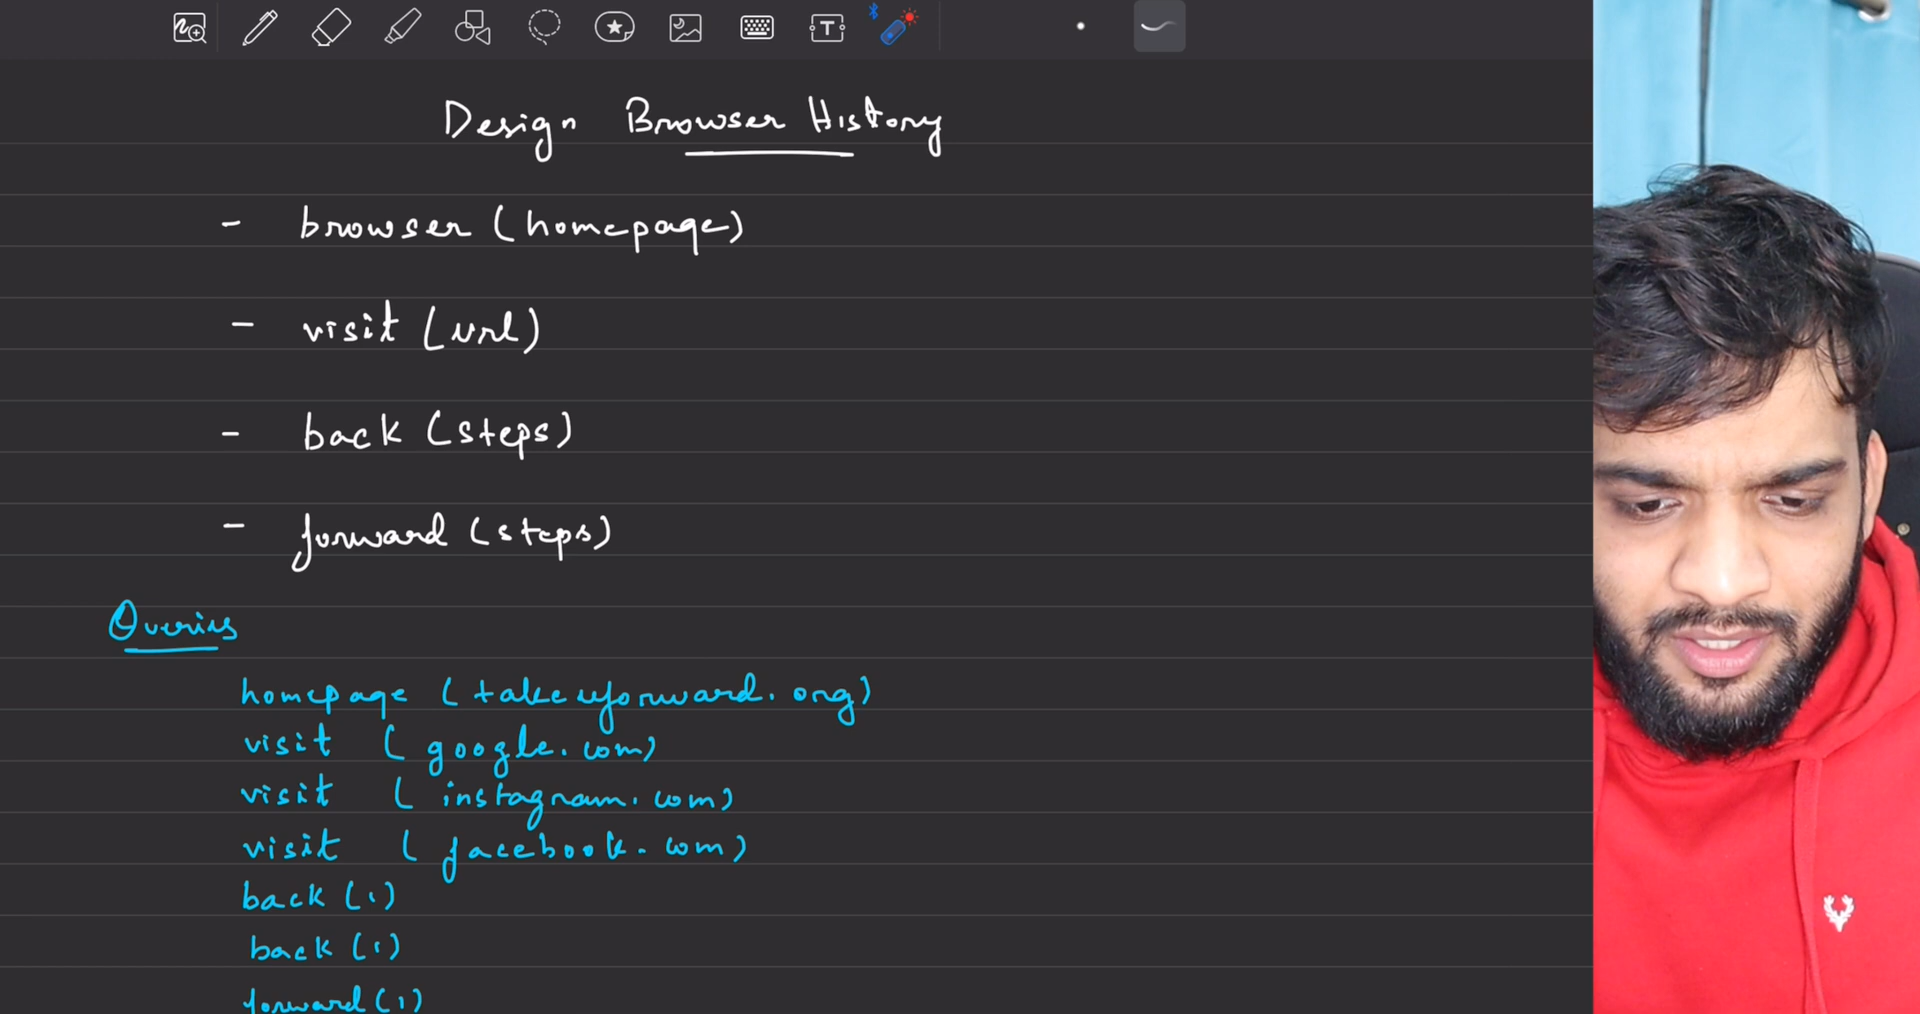 Design Browser History
- browser (homepage)
- visit (url)
- back (steps)
- forward (steps)
Queries
homepage (takeuforward.org)
visit (google.com)
visit (instagram.com)
visit (facebook.com)
back (1)
back (1)
forward (1)